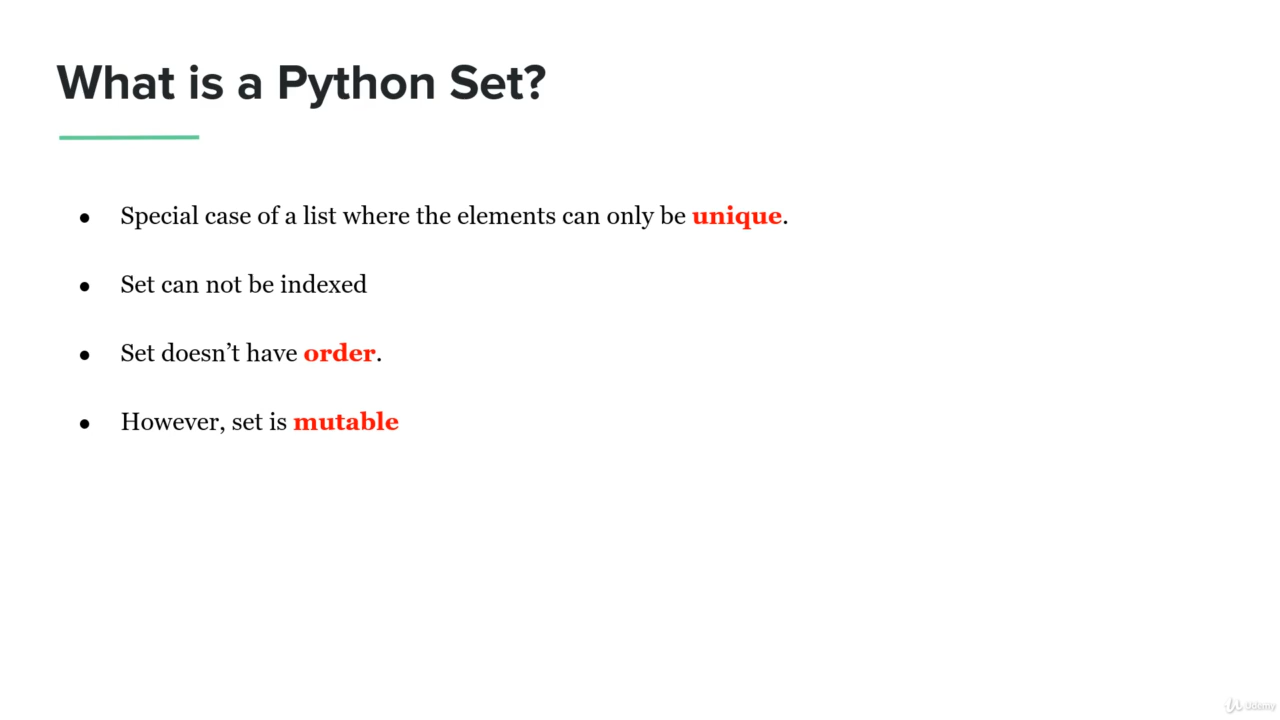 What is a Python Set?
● Special case of a list where the elements can only be unique.
● Set can not be indexed
● Set doesn’t have order.
● However, set is mutable
Udemy